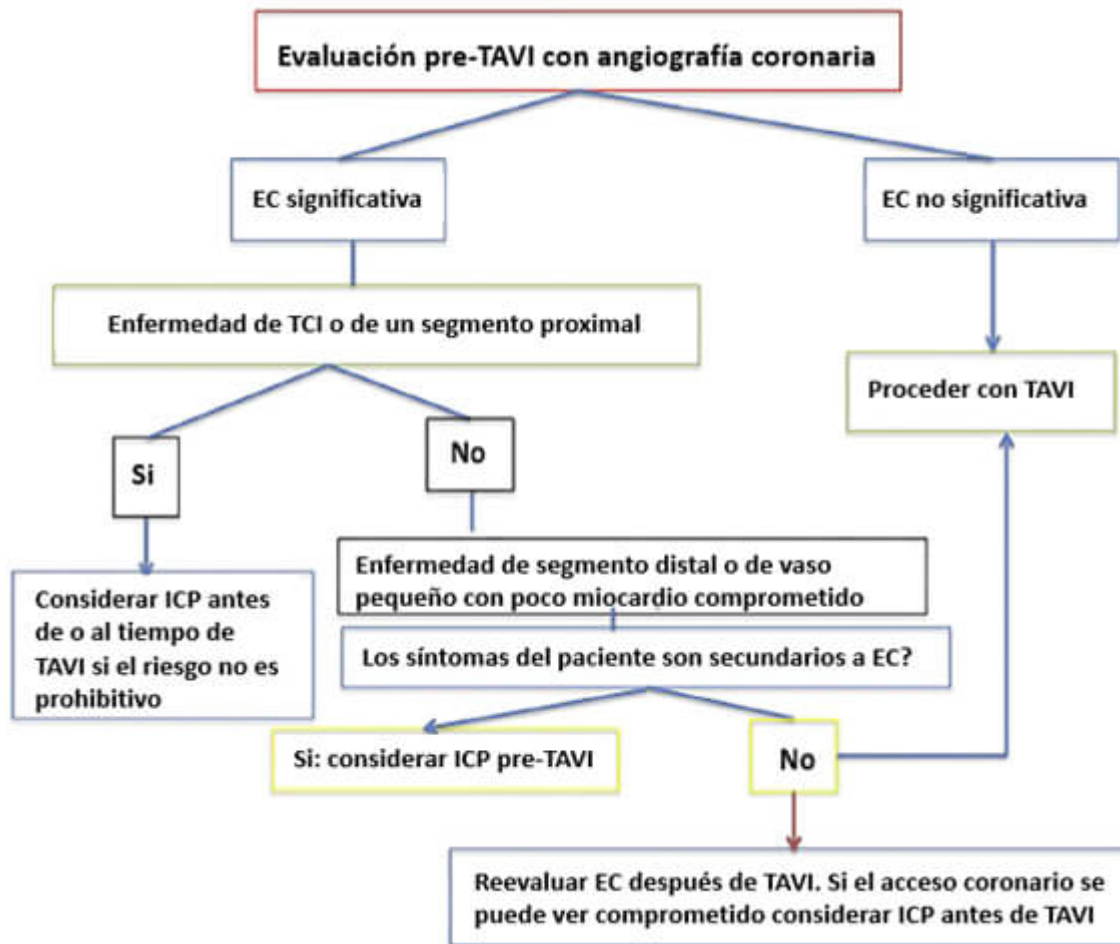 Evaluación pre-TAVI con angiografía coronaria
EC significativa
EC no significativa
Enfermedad de TCI o de un segmento proximal
Proceder con TAVI
Si
No
Enfermedad de segmento distal o de vaso
pequeño con poco miocardio comprometido
Considerar ICP antes
de o al tiempo de
TAVI si el riesgo no es
prohibitivo
Los síntomas del paciente son secundarios a EC?
Si: considerar ICP pre-TAVI
No
Reevaluar EC después de TAVI. Si el acceso coronario se
puede ver comprometido considerar ICP antes de TAVI